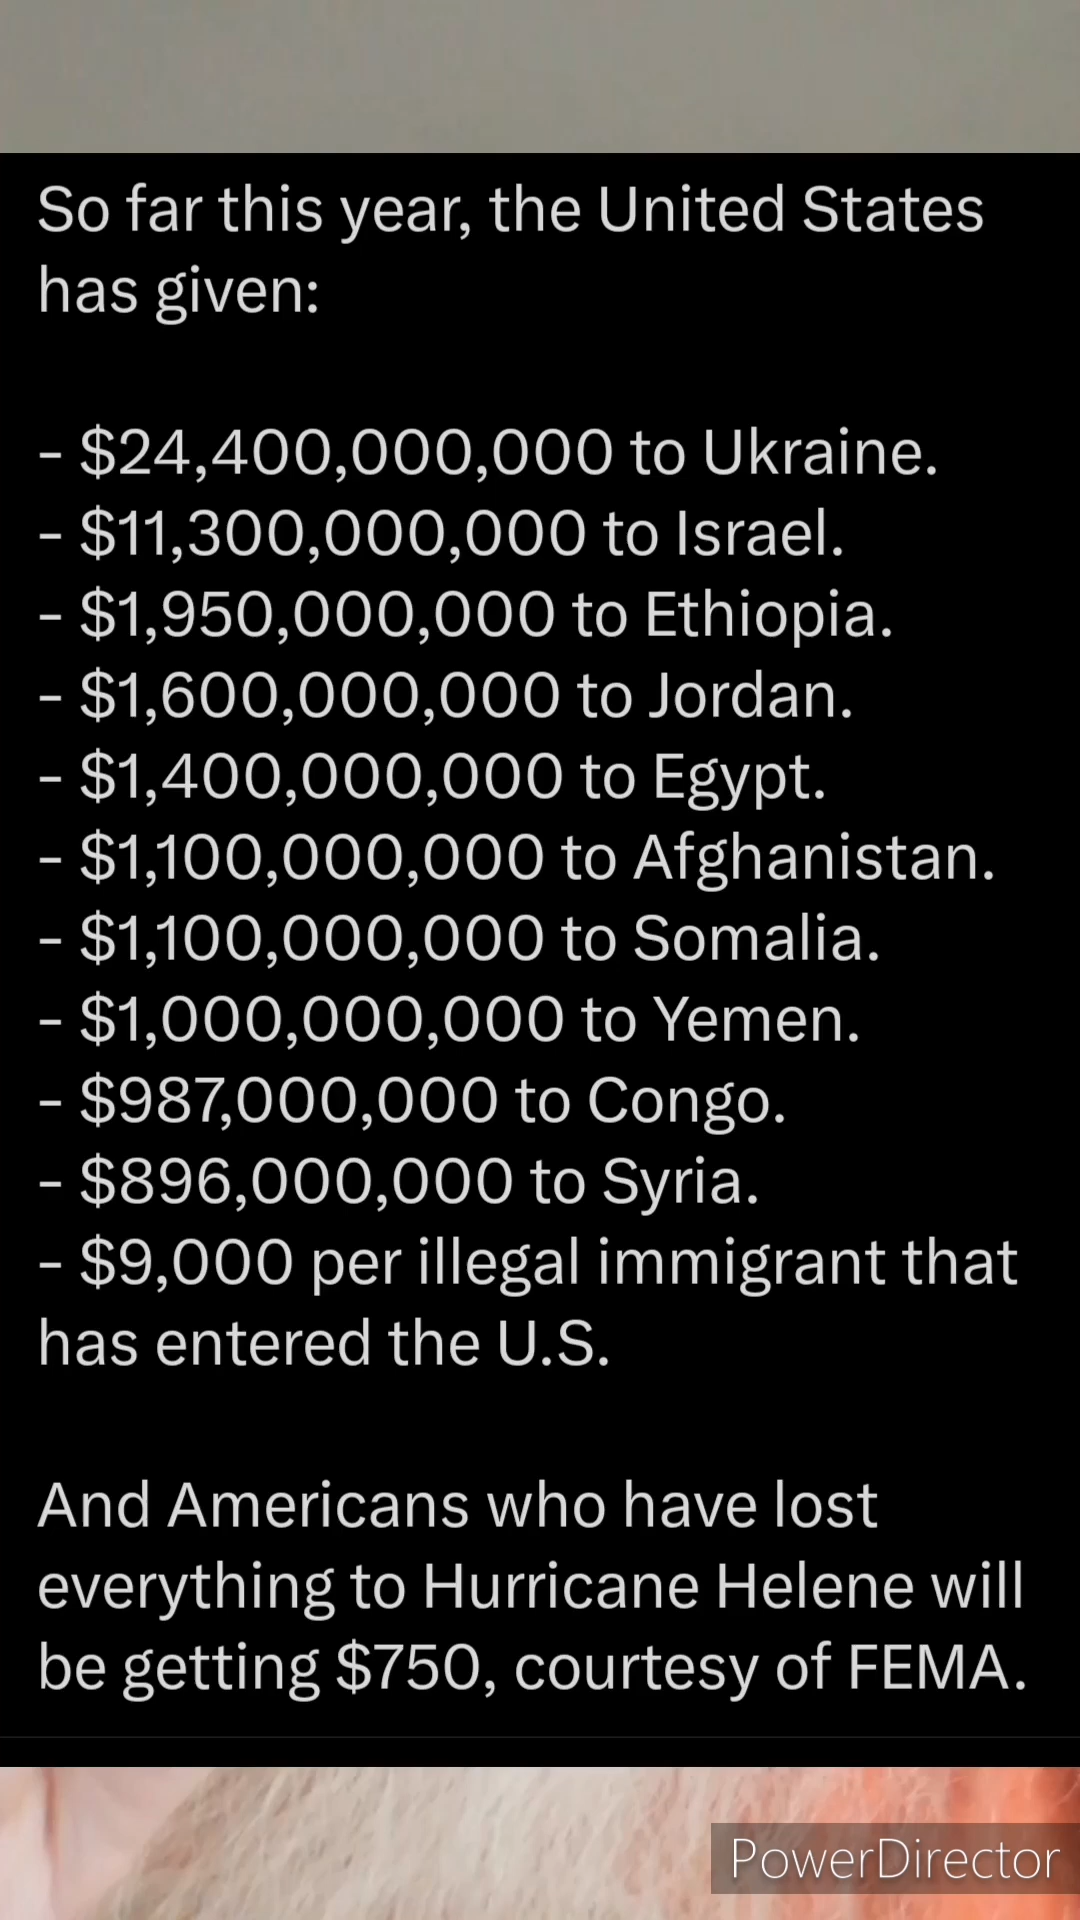 So far this year, the United States
has given:
- $24,400,000,000 to Ukraine.
- $11,300,000,000 to Israel.
- $1,950,000,000 to Ethiopia.
- $1,600,000,000 to Jordan.
- $1,400,000,000 to Egypt.
- $1,100,000,000 to Afghanistan.
- $1,100,000,000 to Somalia.
- $1,000,000,000 to Yemen.
- $987,000,000 to Congo.
- $896,000,000 to Syria.
- $9,000 per illegal immigrant that
has entered the U.S.
And Americans who have lost
everything to Hurricane Helene will
be getting $750, courtesy of FEMA.
PowerDirector